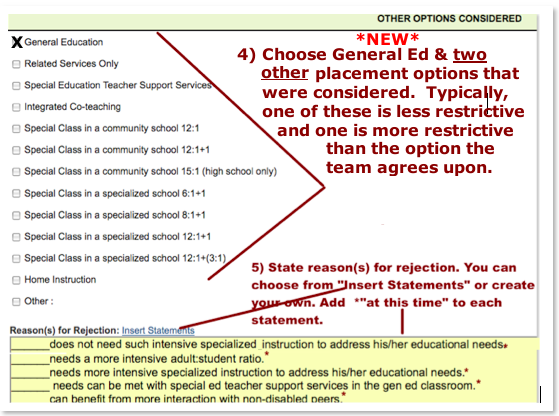 OTHER OPTIONS CONSIDERED
*NEW*
4) Choose General Ed & two
other placement options that
were considered. Typically,
one of these is less restrictive
and one is more restrictive
than the option the
team agrees upon.
X General Education
Related Services Only
Special Education Teacher Support Services
Integrated Co-teaching
Special Class in a community school 12:1
Special Class in a community school 12:1+1
Special Class in a community school 15:1 (high school only)
Special Class in a specialized school 6:1+1
Special Class in a specialized school 8:1+1
Special Class in a specialized school 12:1+1
Special Class in a specialized school 12:1+(3:1)
Home Instruction
Other :
5) State reason(s) for rejection. You can
choose from "Insert Statements" or create
your own. Add *"at this time" to each
statement.
Reason(s) for Rejection: Insert Statements
______does not need such intensive specialized instruction to address his/her educational needs*
______needs a more intensive adult:student ratio.*
______needs more intensive specialized instruction to address his/her educational needs.*
______ needs can be met with special ed teacher support services in the gen ed classroom.*
______can benefit from more interaction with non-disabled peers.*